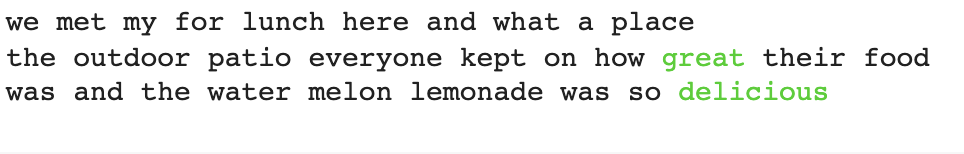 we met my for lunch here and what a place
the outdoor patio everyone kept on how great their food
was and the water melon lemonade was so delicious